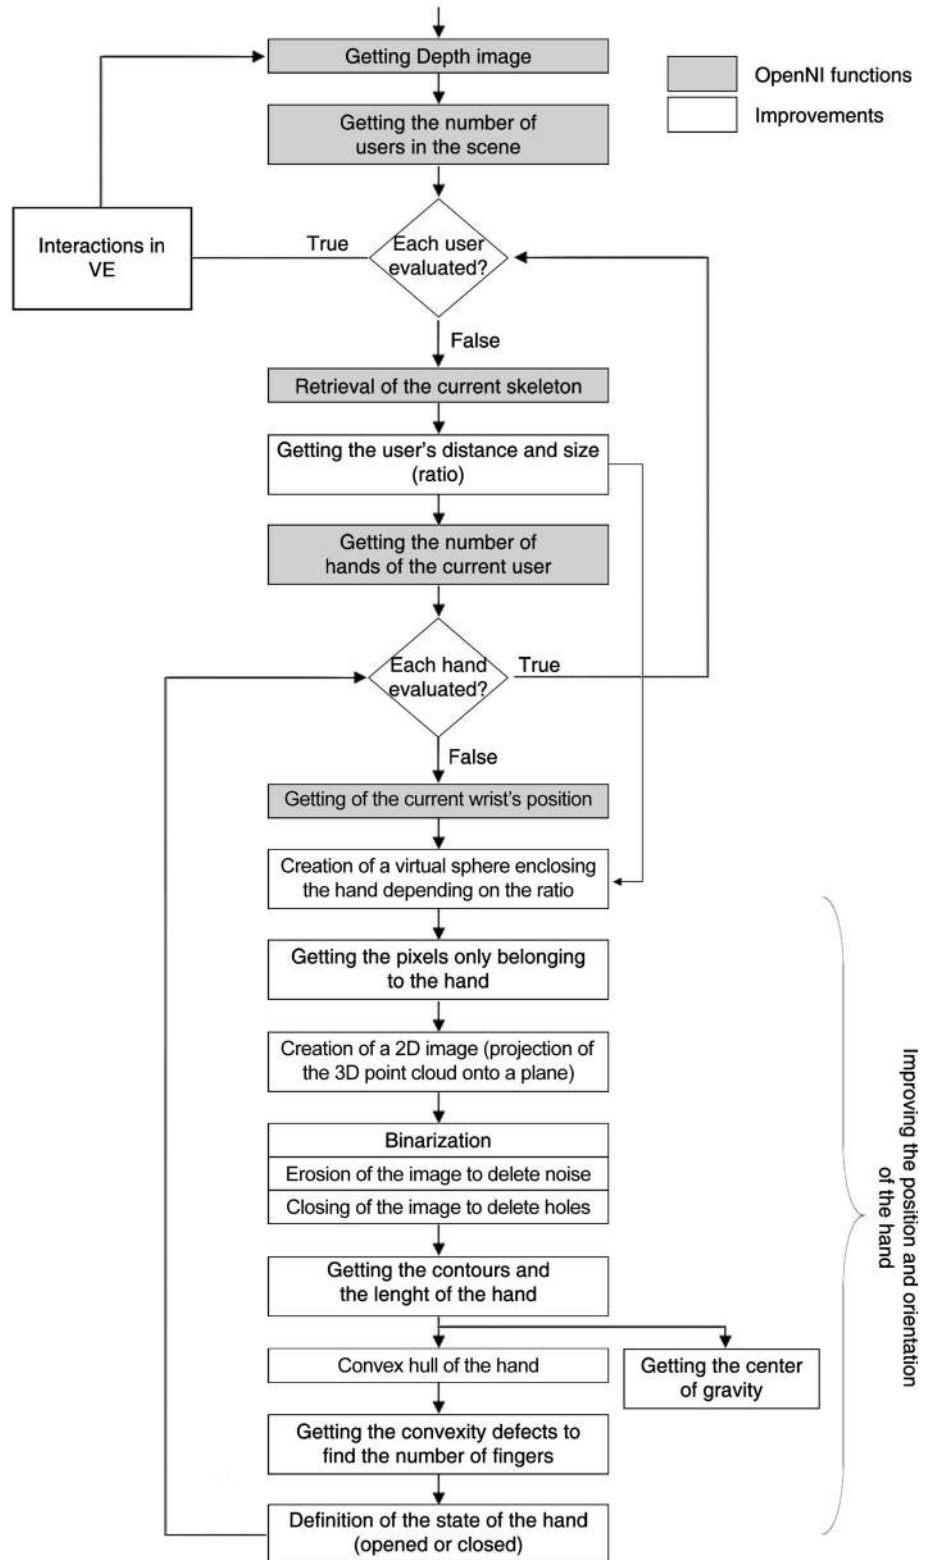 Getting Depth image
OpenNI functions
Improvements
Getting the number of
users in the scene
Interactions in
VE
True
Each user
evaluated?
False
Retrieval of the current skeleton
Getting the user's distance and size
(ratio)
Getting the number of
hands of the current user
Each hand
evaluated?
True
False
Getting of the current wrist's position
Creation of a virtual sphere enclosing
the hand depending on the ratio
Getting the pixels only belonging
to the hand
Creation of a 2D image (projection of
the 3D point cloud onto a plane)
Binarization
Erosion of the image to delete noise
Closing of the image to delete holes
Getting the contours and
the lenght of the hand
Convex hull of the hand
Getting the center
of gravity
Getting the convexity defects to
find the number of fingers
Definition of the state of the hand
(opened or closed)
Improving the position and orientation
of the hand